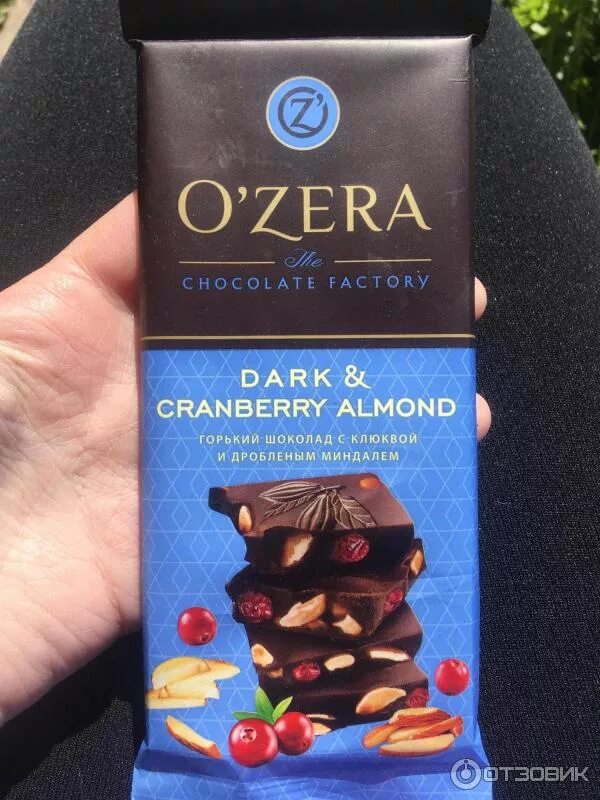 Z'
O'ZERA
The
CHOCOLATE FACTORY
DARK &
CRANBERRY ALMOND
ГОРЬКИЙ ШОКОЛАД С КЛЮКВОЙ
И ДРОБЛЕНЫМ МИНДАЛЕМ
ОТЗОВИК